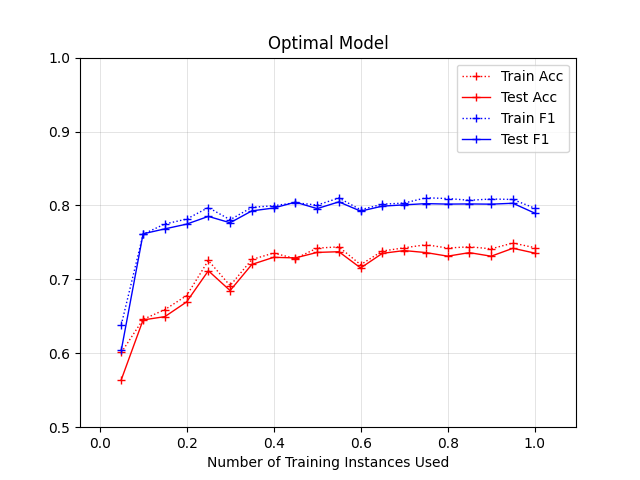 Optimal Model
1.0
0.9
0.8
0.7
0.6
0.5
Train Acc
Test Acc
Train F1
Test F1
0.0 0.2 0.4 0.6 0.8 1.0
Number of Training Instances Used